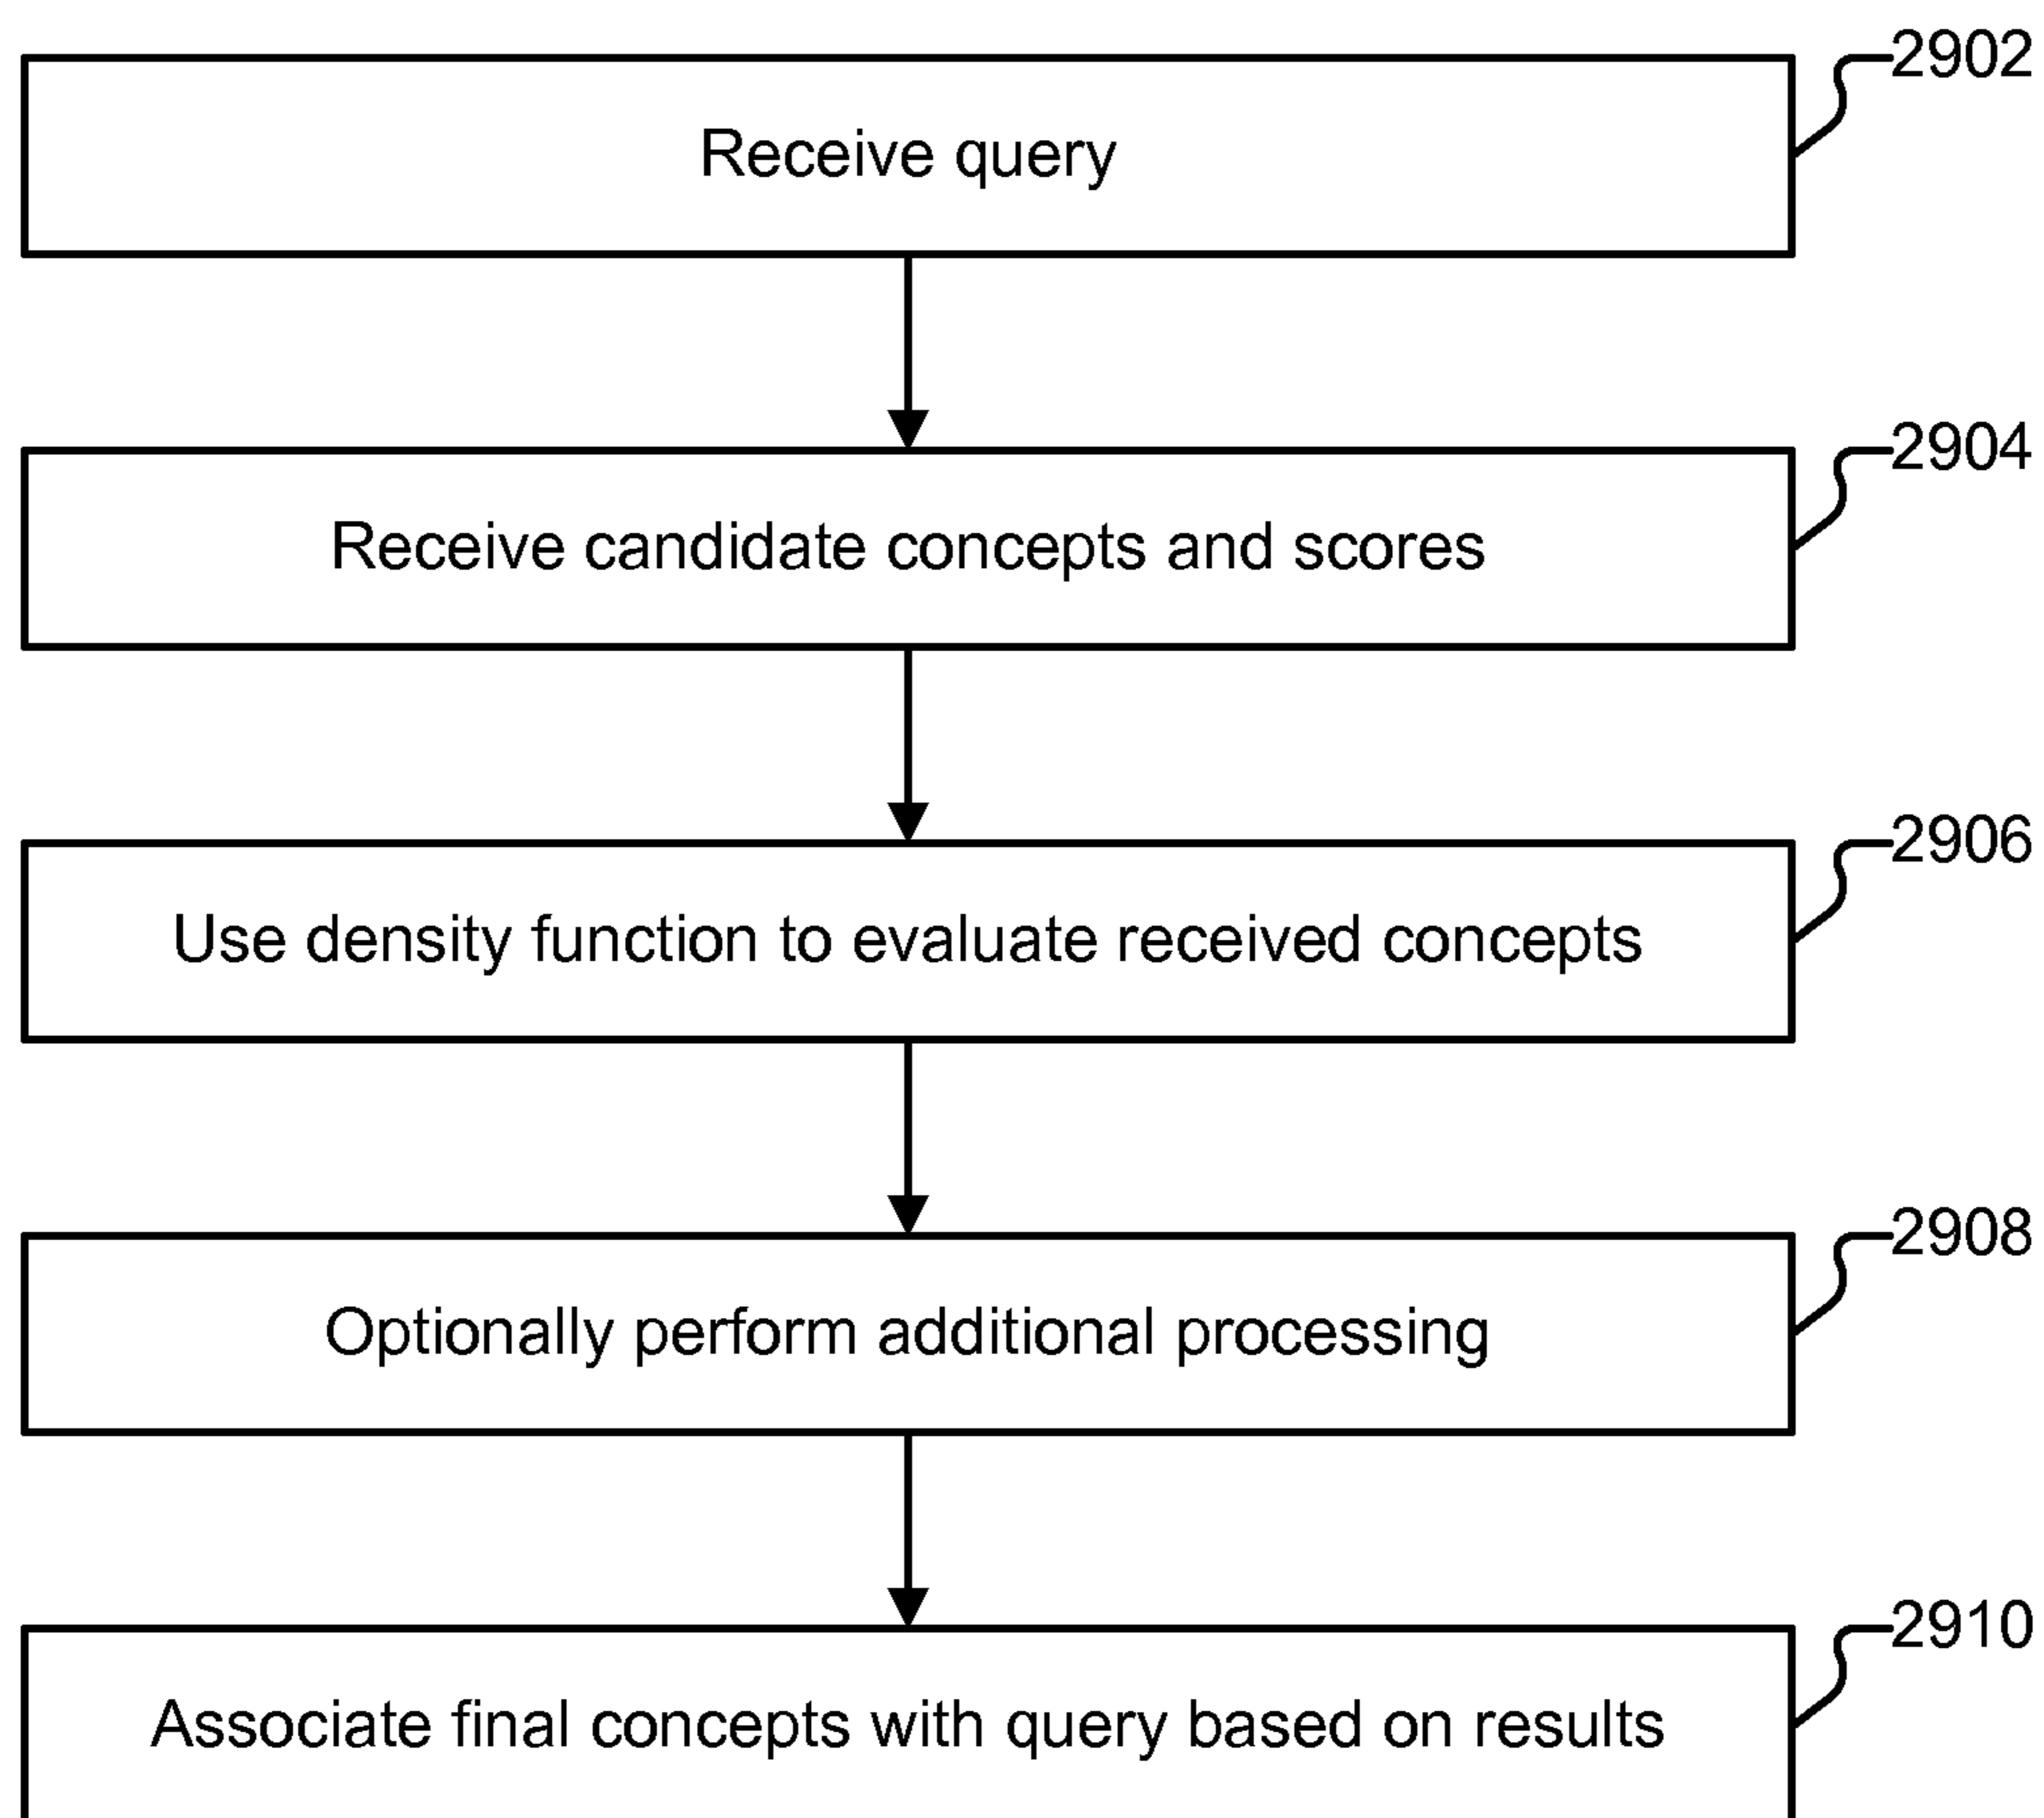 2902
Receive query
2904
Receive candidate concepts and scores
2906
Use density function to evaluate received concepts
2908
Optionally perform additional processing
2910
Associate final concepts with query based on results